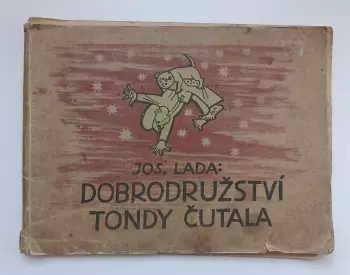 JOS. LADA:
DOBRODRUŽSTVÍ
TONDY ČUTALA